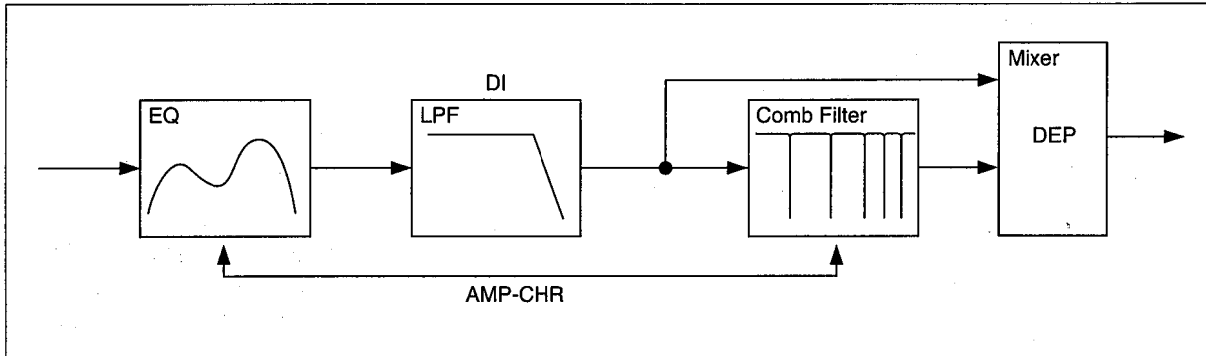 DI
Mixer
EQ
LPF
Comb Filter
DEP
AMP-CHR